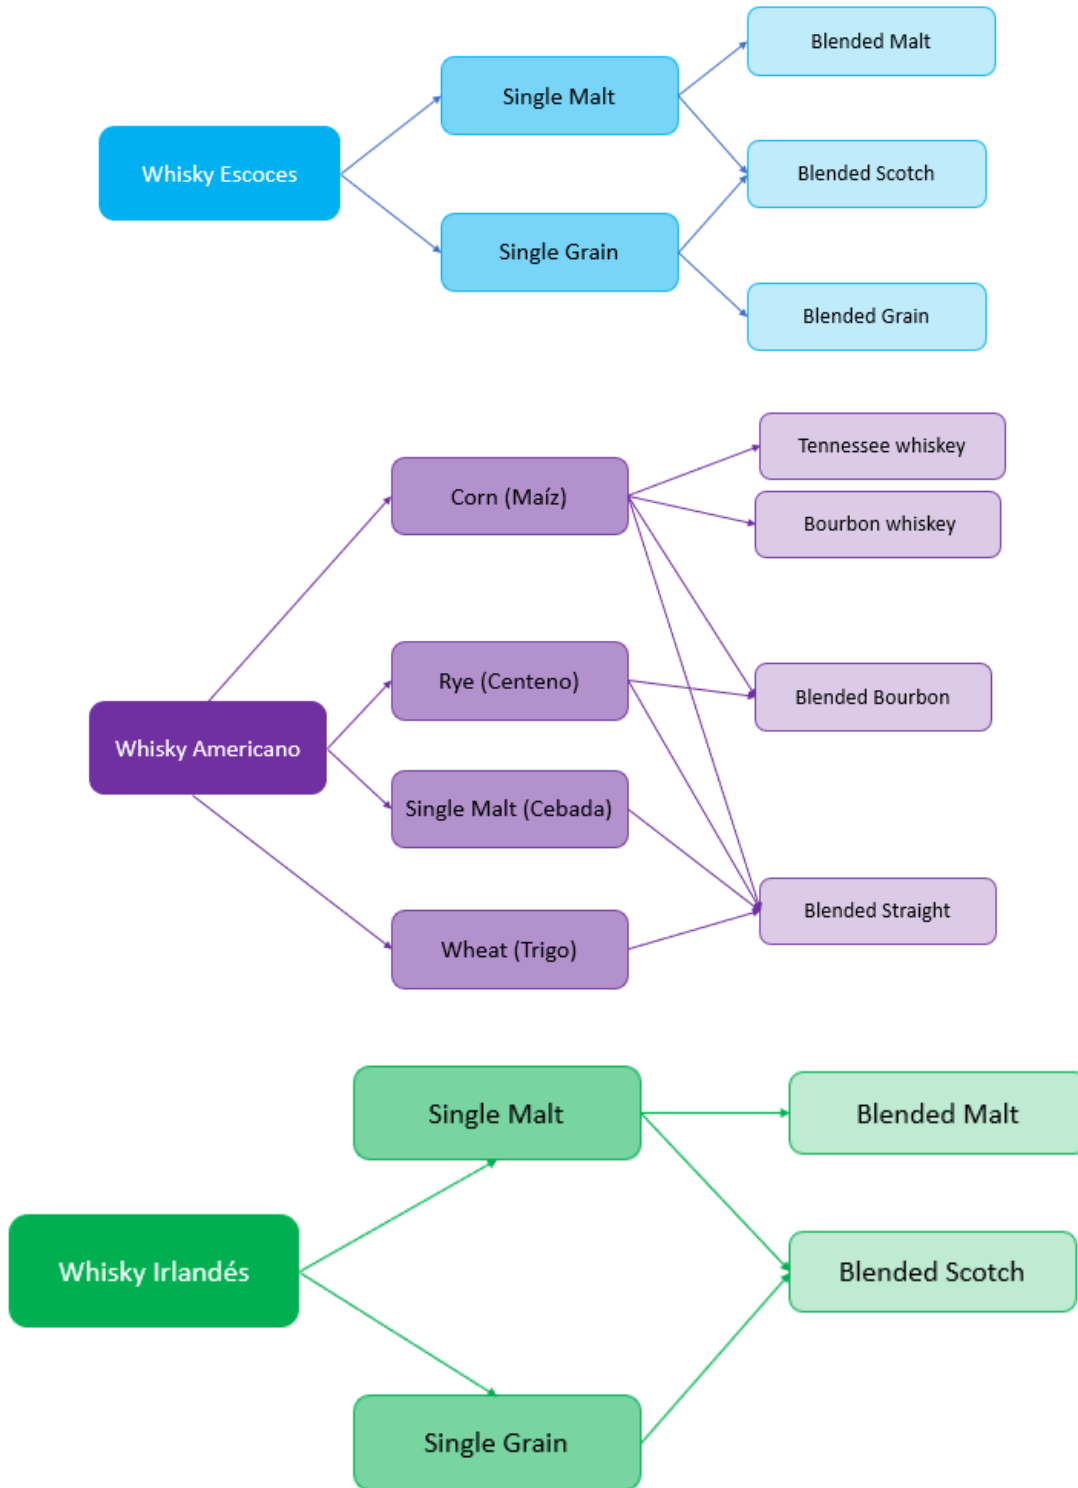 Blended Malt
Single Malt
Whisky Escoces
Blended Scotch
Single Grain
Blended Grain
Tennessee whiskey
Corn (Maíz)
Bourbon whiskey
Rye (Centeno)
Blended Bourbon
Whisky Americano
Single Malt (Cebada)
Blended Straight
Wheat (Trigo)
Single Malt
Blended Malt
Whisky Irlandés
Blended Scotch
Single Grain